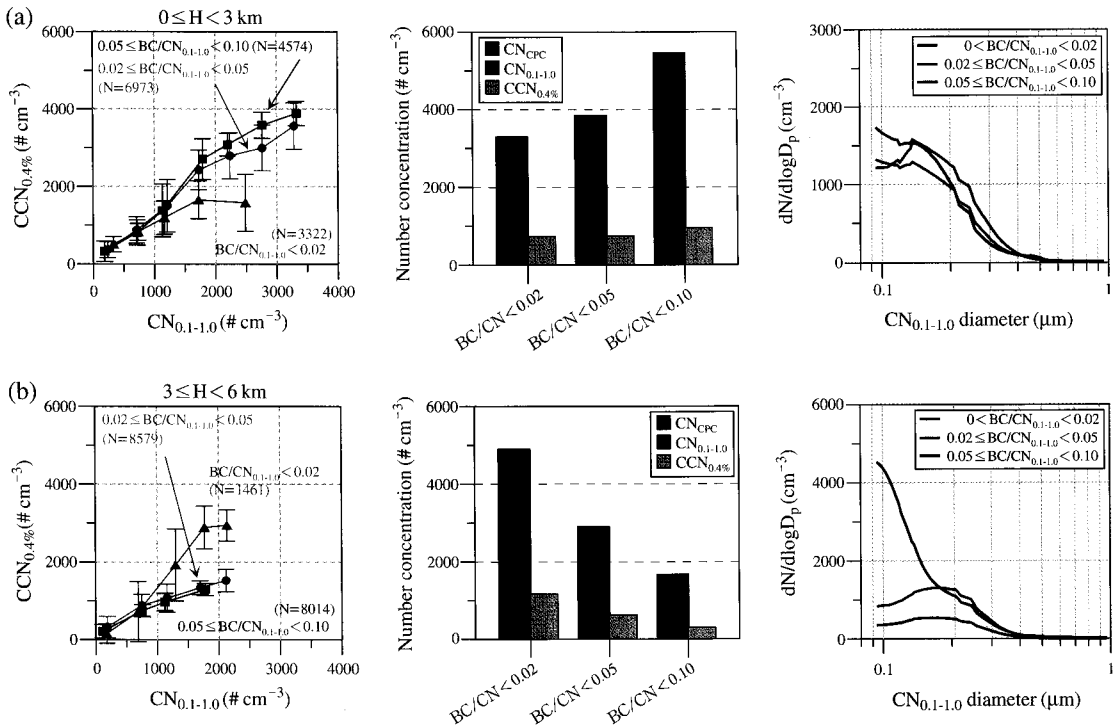 (a)
0 ≤ H < 3 km
6000
4000
2000
0
CCN0.4% (# cm−3)
0.05 ≤ BC/CN0.1-1.0 < 0.10 (N=4574)
0.02 ≤ BC/CN0.1-1.0 < 0.05
(N=6973)
(N=3322)
BC/CN0.1-1.0 < 0.02
0 1000 2000 3000 4000
CN0.1-1.0 (# cm−3)
Number concentration (# cm−3)
6000
4000
2000
0
CNCPC
CN0.1-1.0
CCN0.4%
BC/CN < 0.02
BC/CN < 0.05
BC/CN < 0.10
dN/dlogDp (cm−3)
3000
2000
1000
0
0 < BC/CN0.1-1.0 < 0.02
0.02 ≤ BC/CN0.1-1.0 < 0.05
0.05 ≤ BC/CN0.1-1.0 < 0.10
0.1 0.2 0.3 0.4 1
CN0.1-1.0 diameter (μm)
(b)
3 ≤ H < 6 km
6000
4000
2000
0
CCN0.4% (# cm−3)
0.02 ≤ BC/CN0.1-1.0 < 0.05
(N=8579)
BC/CN0.1-1.0 < 0.02
(N=1461)
(N=8014)
0.05 ≤ BC/CN0.1-1.0 < 0.10
0 1000 2000 3000 4000
CN0.1-1.0 (# cm−3)
Number concentration (# cm−3)
6000
4000
2000
0
CNCPC
CN0.1-1.0
CCN0.4%
BC/CN < 0.02
BC/CN < 0.05
BC/CN < 0.10
dN/dlogDp (cm−3)
6000
4000
2000
0
0 < BC/CN0.1-1.0 < 0.02
0.02 ≤ BC/CN0.1-1.0 < 0.05
0.05 ≤ BC/CN0.1-1.0 < 0.10
0.1 0.2 0.3 0.4 1
CN0.1-1.0 diameter (μm)